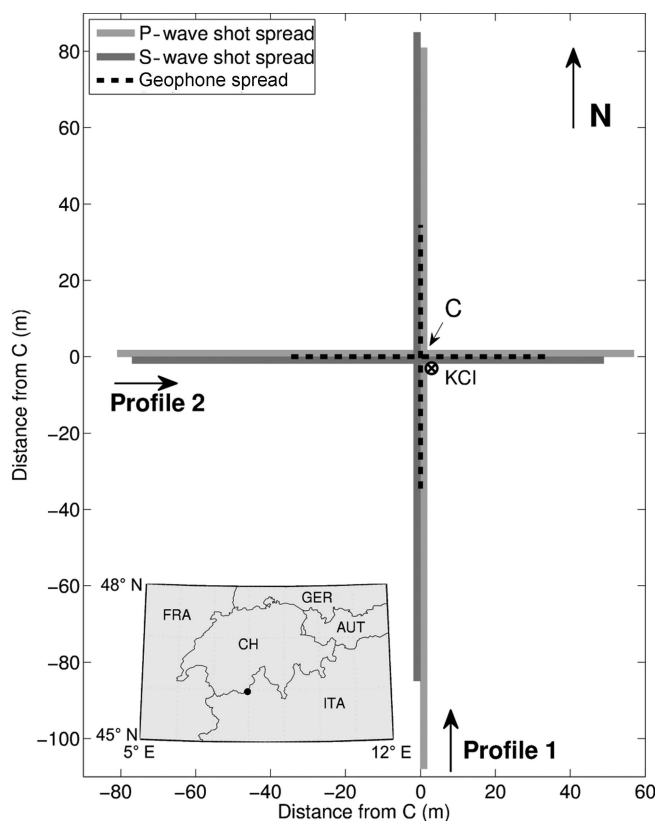 P-wave shot spread
S-wave shot spread
Geophone spread
N
C
KCI
Profile 2
Profile 1
80
60
40
20
0
−20
−40
−60
−80
−100
Distance from C (m)
48° N
45° N
5° E
12° E
FRA
GER
AUT
CH
ITA
−80
−60
−40
−20
0
20
40
60
Distance from C (m)